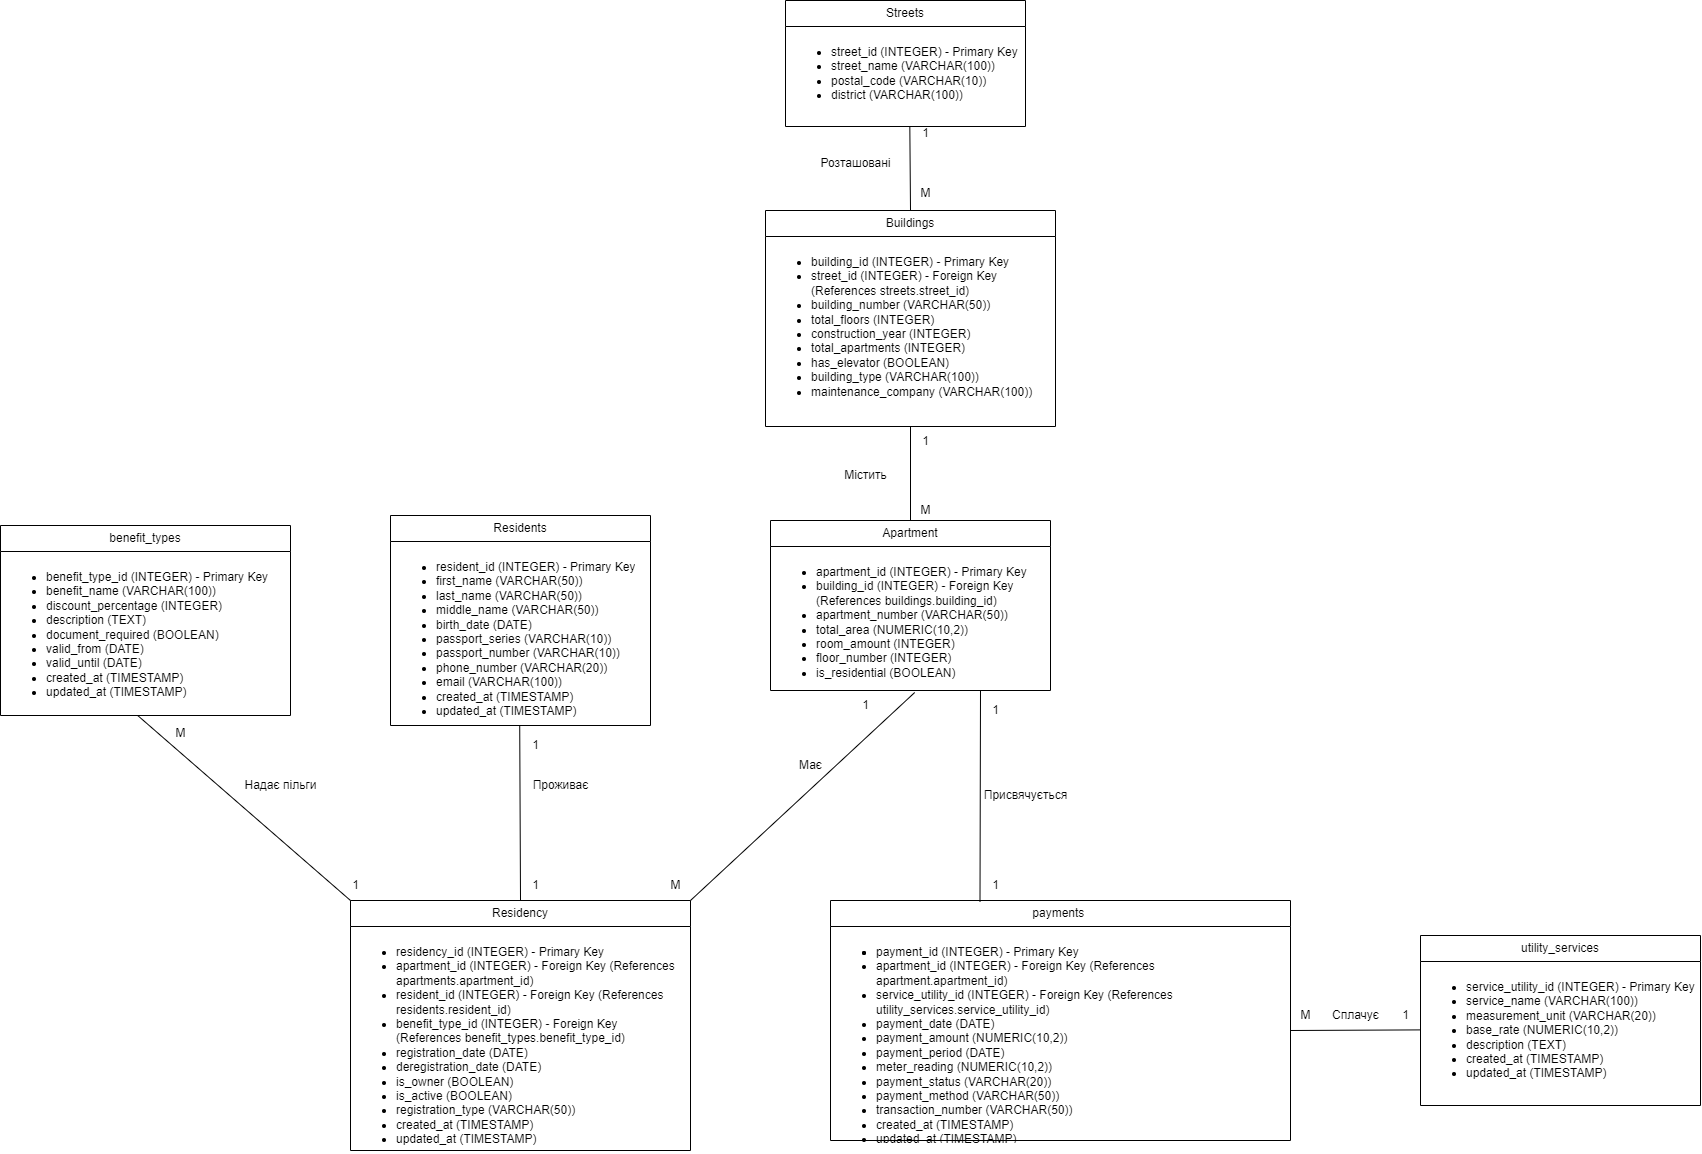 Streets
street_id (INTEGER) - Primary Key
street_name (VARCHAR(100))
postal_code (VARCHAR(10))
district (VARCHAR(100))
1
Розташовані
M
Buildings
building_id (INTEGER) - Primary Key
street_id (INTEGER) - Foreign Key
(References streets.street_id)
building_number (VARCHAR(50))
total_floors (INTEGER)
construction_year (INTEGER)
total_apartments (INTEGER)
has_elevator (BOOLEAN)
building_type (VARCHAR(100))
maintenance_company (VARCHAR(100))
1
Містить
M
benefit_types
benefit_type_id (INTEGER) - Primary Key
benefit_name (VARCHAR(100))
discount_percentage (INTEGER)
description (TEXT)
document_required (BOOLEAN)
valid_from (DATE)
valid_until (DATE)
created_at (TIMESTAMP)
updated_at (TIMESTAMP)
Residents
resident_id (INTEGER) - Primary Key
first_name (VARCHAR(50))
last_name (VARCHAR(50))
middle_name (VARCHAR(50))
birth_date (DATE)
passport_series (VARCHAR(10))
passport_number (VARCHAR(10))
phone_number (VARCHAR(20))
email (VARCHAR(100))
created_at (TIMESTAMP)
updated_at (TIMESTAMP)
Apartment
apartment_id (INTEGER) - Primary Key
building_id (INTEGER) - Foreign Key
(References buildings.building_id)
apartment_number (VARCHAR(50))
total_area (NUMERIC(10,2))
room_amount (INTEGER)
floor_number (INTEGER)
is_residential (BOOLEAN)
M
Надає пільги
1
1
Проживає
1
1
Має
M
1
Присвячується
1
Residency
residency_id (INTEGER) - Primary Key
apartment_id (INTEGER) - Foreign Key (References
apartments.apartment_id)
resident_id (INTEGER) - Foreign Key (References
residents.resident_id)
benefit_type_id (INTEGER) - Foreign Key
(References benefit_types.benefit_type_id)
registration_date (DATE)
deregistration_date (DATE)
is_owner (BOOLEAN)
is_active (BOOLEAN)
registration_type (VARCHAR(50))
created_at (TIMESTAMP)
updated_at (TIMESTAMP)
payments
payment_id (INTEGER) - Primary Key
apartment_id (INTEGER) - Foreign Key (References
apartment.apartment_id)
service_utility_id (INTEGER) - Foreign Key (References
utility_services.service_utility_id)
payment_date (DATE)
payment_amount (NUMERIC(10,2))
payment_period (DATE)
meter_reading (NUMERIC(10,2))
payment_status (VARCHAR(20))
payment_method (VARCHAR(50))
transaction_number (VARCHAR(50))
created_at (TIMESTAMP)
updated_at (TIMESTAMP)
M Сплачує 1
utility_services
service_utility_id (INTEGER) - Primary Key
service_name (VARCHAR(100))
measurement_unit (VARCHAR(20))
base_rate (NUMERIC(10,2))
description (TEXT)
created_at (TIMESTAMP)
updated_at (TIMESTAMP)